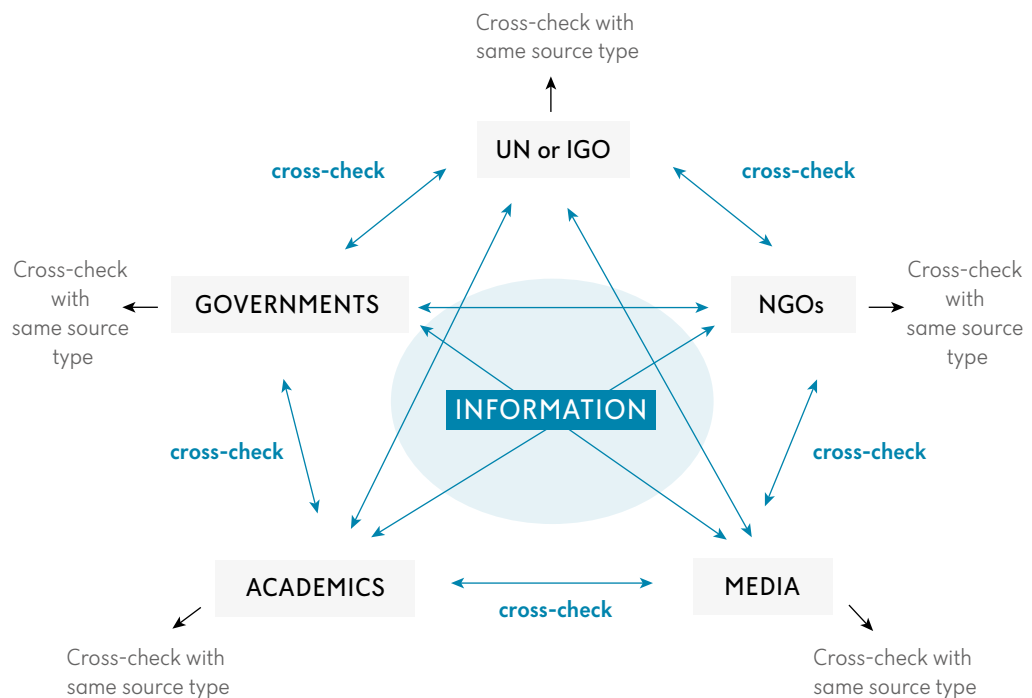 Cross-check with
same source type
UN or IGO
cross-check
cross-check
Cross-check
with
same source
type
GOVERNMENTS
NGOs
Cross-check
with
same source
type
INFORMATION
cross-check
cross-check
ACADEMICS
MEDIA
cross-check
Cross-check with
same source type
Cross-check with
same source type